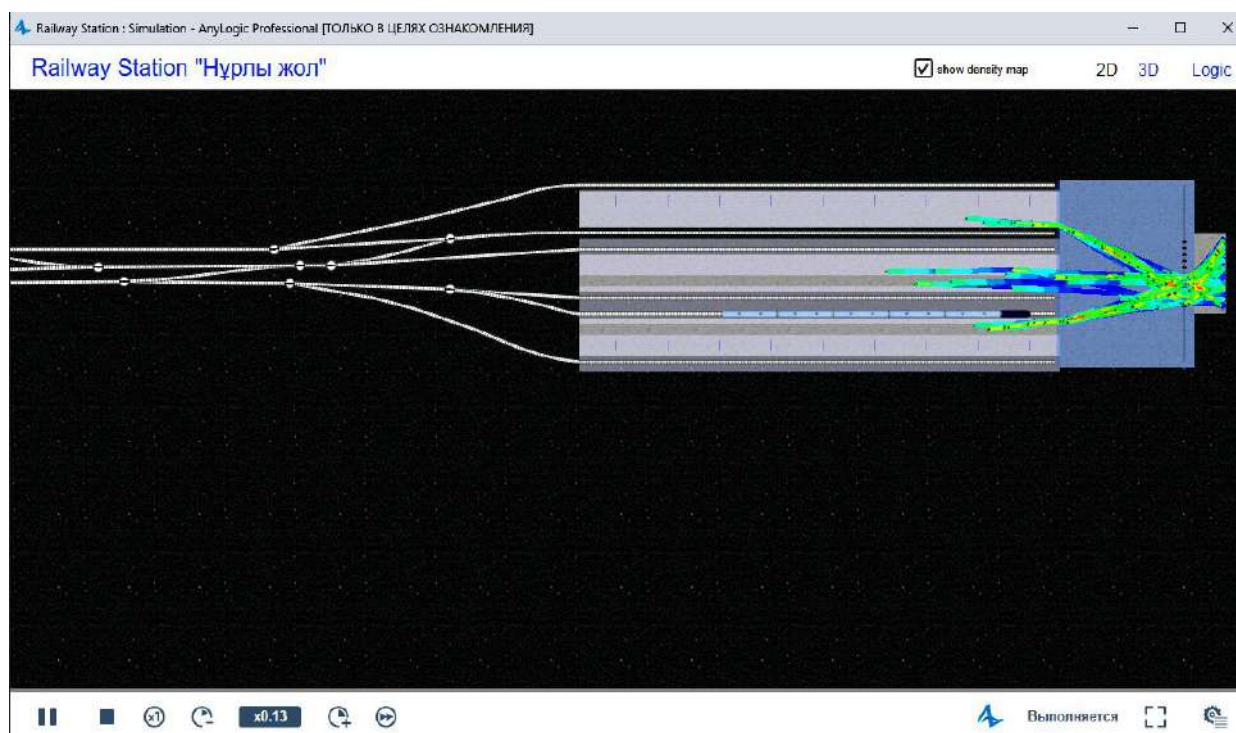 Railway Station : Simulation - AnyLogic Professional [ТОЛЬКО В ЦЕЛЯХ ОЗНАКОМЛЕНИЯ]
Railway Station "Нұрлы жол"
show density map
2D 3D Logic
x1
x0.13
Выполняется